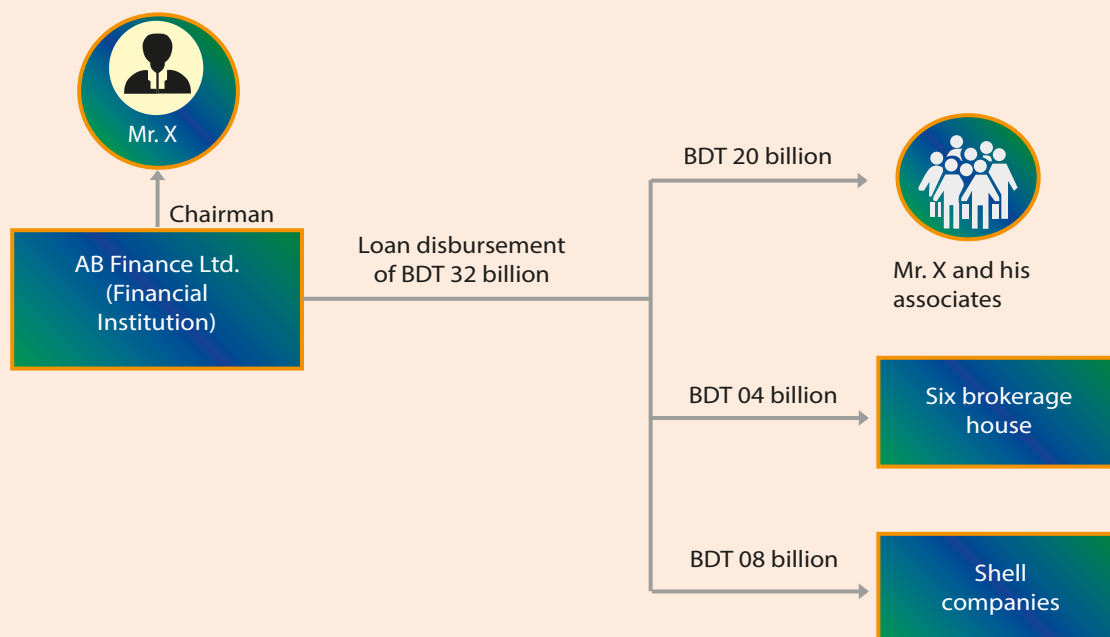 Mr. X
Chairman
AB Finance Ltd.
(Financial
Institution)
Loan disbursement
of BDT 32 billion
BDT 20 billion
Mr. X and his
associates
BDT 04 billion
Six brokerage
house
BDT 08 billion
Shell
companies